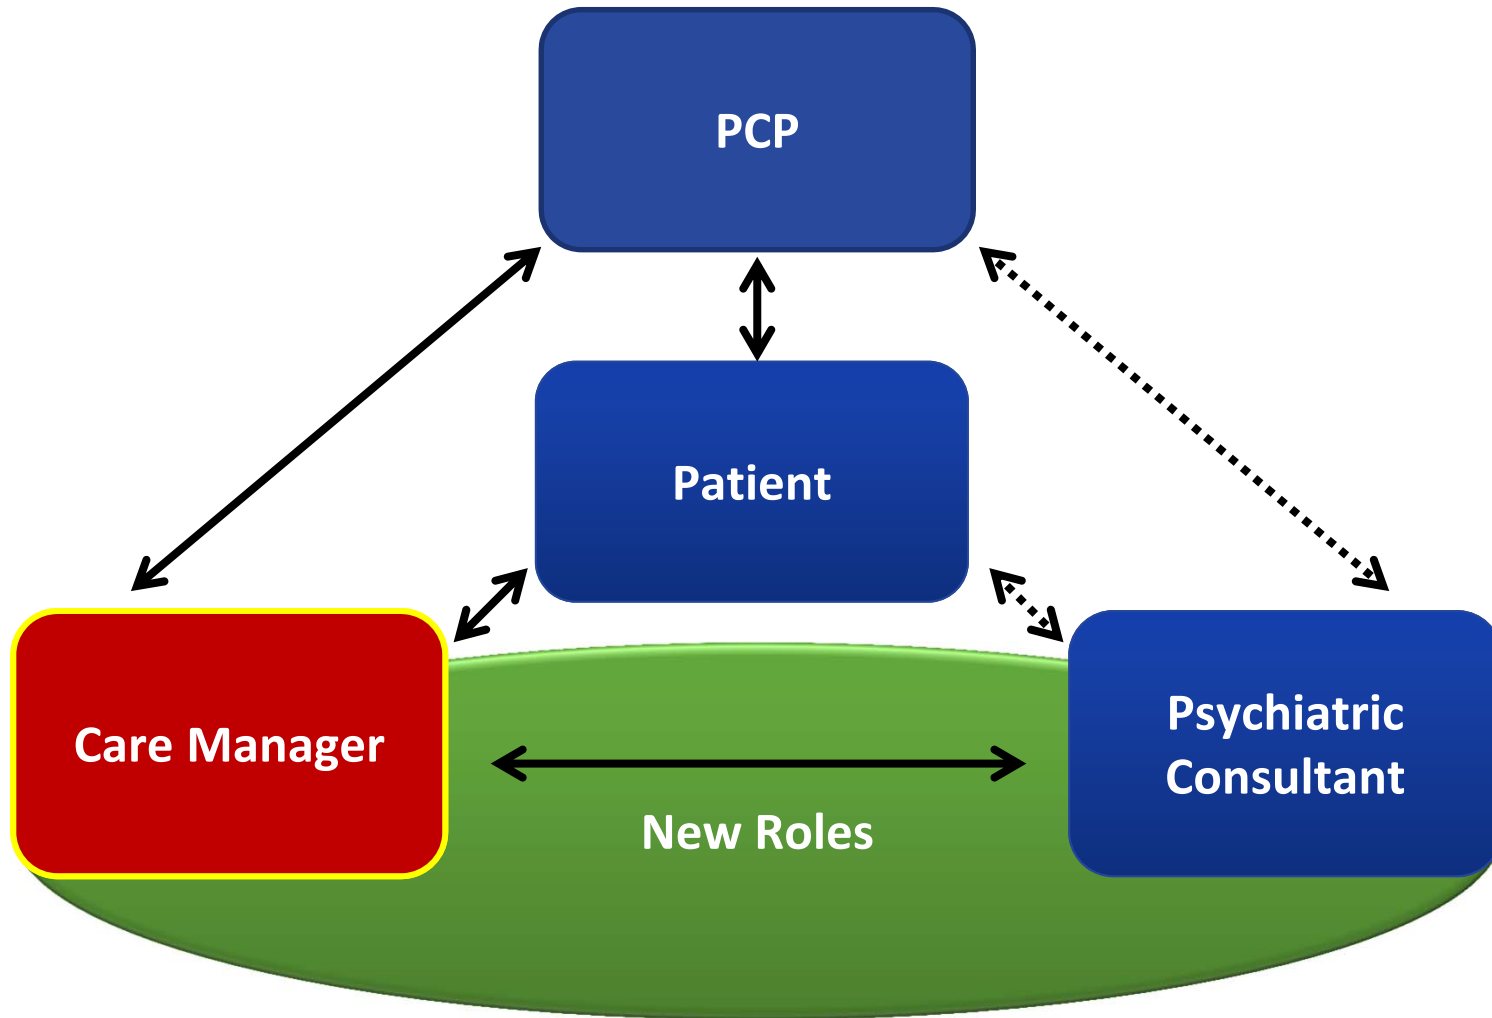 PCP
Patient
Care Manager
Psychiatric
Consultant
New Roles